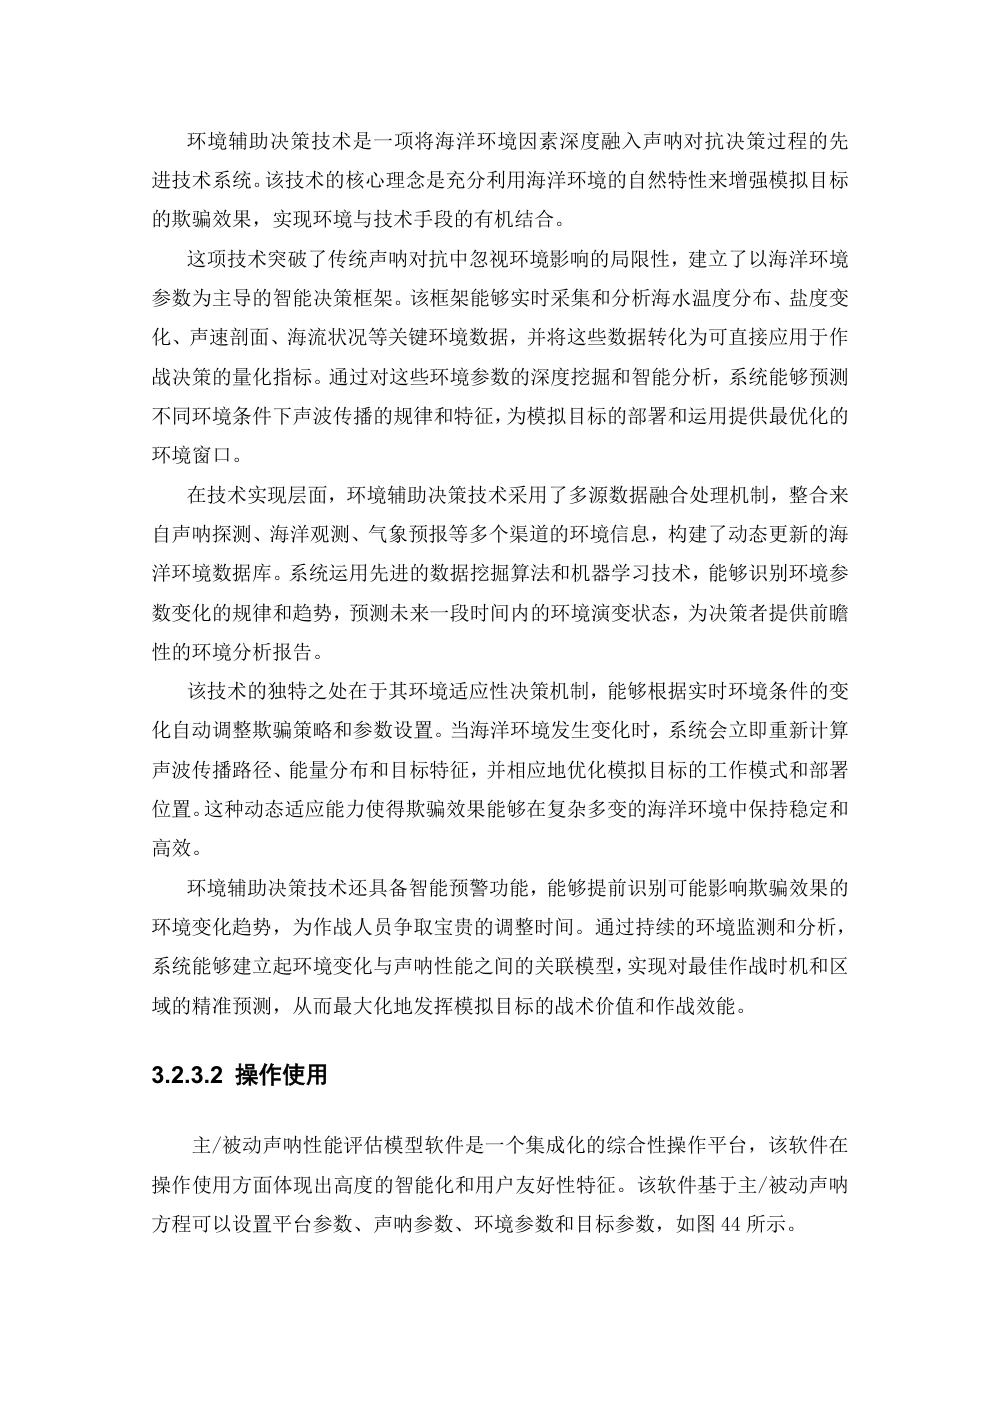 环境辅助决策技术是一项将海洋环境因素深度融入声呐对抗决策过程的先
进技术系统。该技术的核心理念是充分利用海洋环境的自然特性来增强模拟目标
的欺骗效果，实现环境与技术手段的有机结合。
这项技术突破了传统声呐对抗中忽视环境影响的局限性，建立了以海洋环境
参数为主导的智能决策框架。该框架能够实时采集和分析海水温度分布、盐度变
化、声速剖面、海流状况等关键环境数据，并将这些数据转化为可直接应用于作
战决策的量化指标。通过对这些环境参数的深度挖掘和智能分析，系统能够预测
不同环境条件下声波传播的规律和特征，为模拟目标的部署和运用提供最优化的
环境窗口。
在技术实现层面，环境辅助决策技术采用了多源数据融合处理机制，整合来
自声呐探测、海洋观测、气象预报等多个渠道的环境信息，构建了动态更新的海
洋环境数据库。系统运用先进的数据挖掘算法和机器学习技术，能够识别环境参
数变化的规律和趋势，预测未来一段时间内的环境演变状态，为决策者提供前瞻
性的环境分析报告。
该技术的独特之处在于其环境适应性决策机制，能够根据实时环境条件的变
化自动调整欺骗策略和参数设置。当海洋环境发生变化时，系统会立即重新计算
声波传播路径、能量分布和目标特征，并相应地优化模拟目标的工作模式和部署
位置。这种动态适应能力使得欺骗效果能够在复杂多变的海洋环境中保持稳定和
高效。
环境辅助决策技术还具备智能预警功能，能够提前识别可能影响欺骗效果的
环境变化趋势，为作战人员争取宝贵的调整时间。通过持续的环境监测和分析，
系统能够建立起环境变化与声呐性能之间的关联模型，实现对最佳作战时机和区
域的精准预测，从而最大化地发挥模拟目标的战术价值和作战效能。
3.2.3.2 操作使用
主/被动声呐性能评估模型软件是一个集成化的综合性操作平台，该软件在
操作使用方面体现出高度的智能化和用户友好性特征。该软件基于主/被动声呐
方程可以设置平台参数、声呐参数、环境参数和目标参数，如图 44 所示。